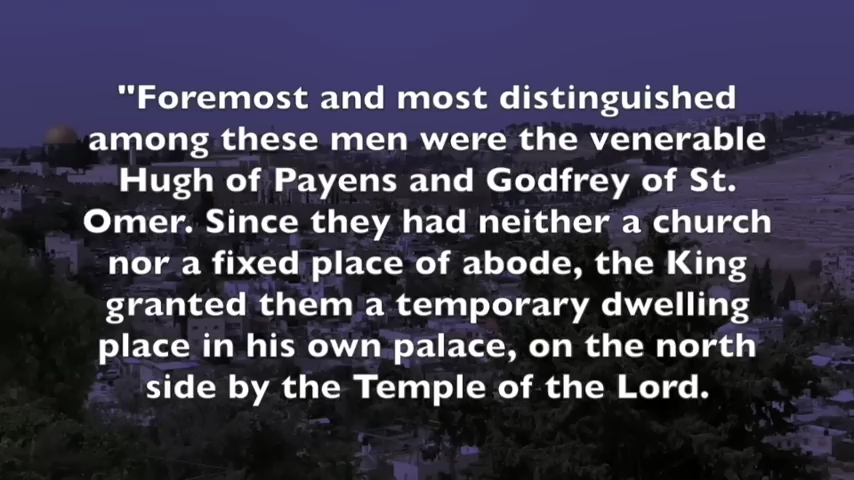 "Foremost and most distinguished
among these men were the venerable
Hugh of Payens and Godfrey of St.
Omer. Since they had neither a church
nor a fixed place of abode, the King
granted them a temporary dwelling
place in his own palace, on the north
side by the Temple of the Lord.